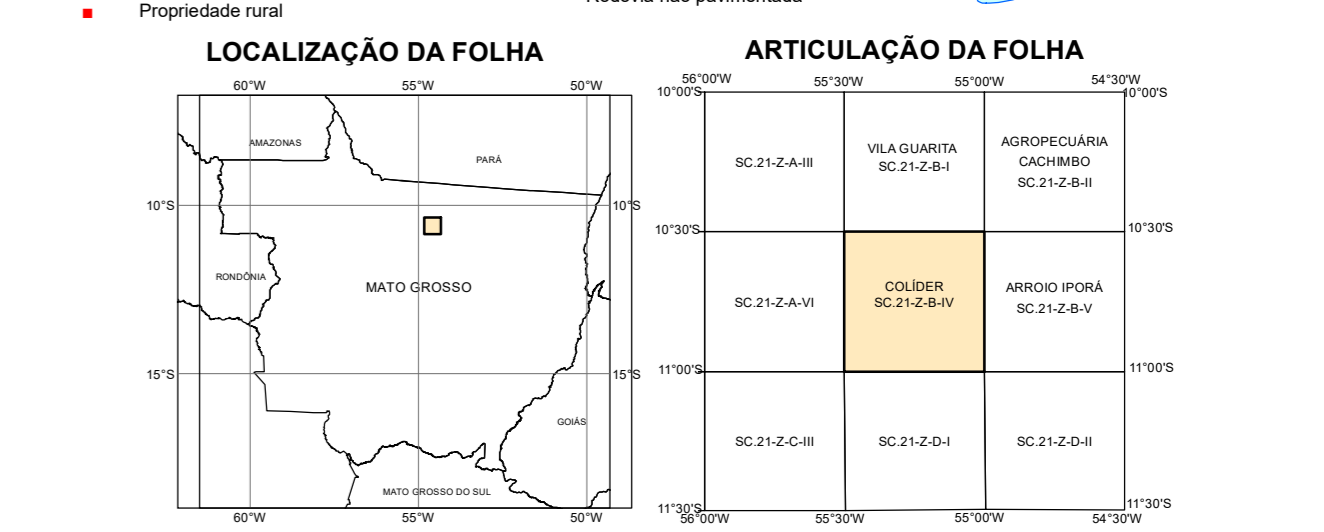 Propriedade rural
Rodovia não pavimentada
LOCALIZAÇÃO DA FOLHA
60°W
55°W
50°W
AMAZONAS
PARÁ
10°S
10°S
RONDÔNIA
MATO GROSSO
15°S
15°S
GOIÁS
MATO GROSSO DO SUL
60°W
55°W
50°W
ARTICULAÇÃO DA FOLHA
56°00'W
55°30'W
55°00'W
54°30'W
10°00'S
10°00'S
SC.21-Z-A-III
VILA GUARITA
SC.21-Z-B-I
AGROPECUÁRIA
CACHIMBO
SC.21-Z-B-II
10°30'S
10°30'S
SC.21-Z-A-VI
COLÍDER
SC.21-Z-B-IV
ARROIO IPORÁ
SC.21-Z-B-V
11°00'S
11°00'S
SC.21-Z-C-III
SC.21-Z-D-I
SC.21-Z-D-II
11°30'S
11°30'S
56°00'W
55°30'W
55°00'W
54°30'W